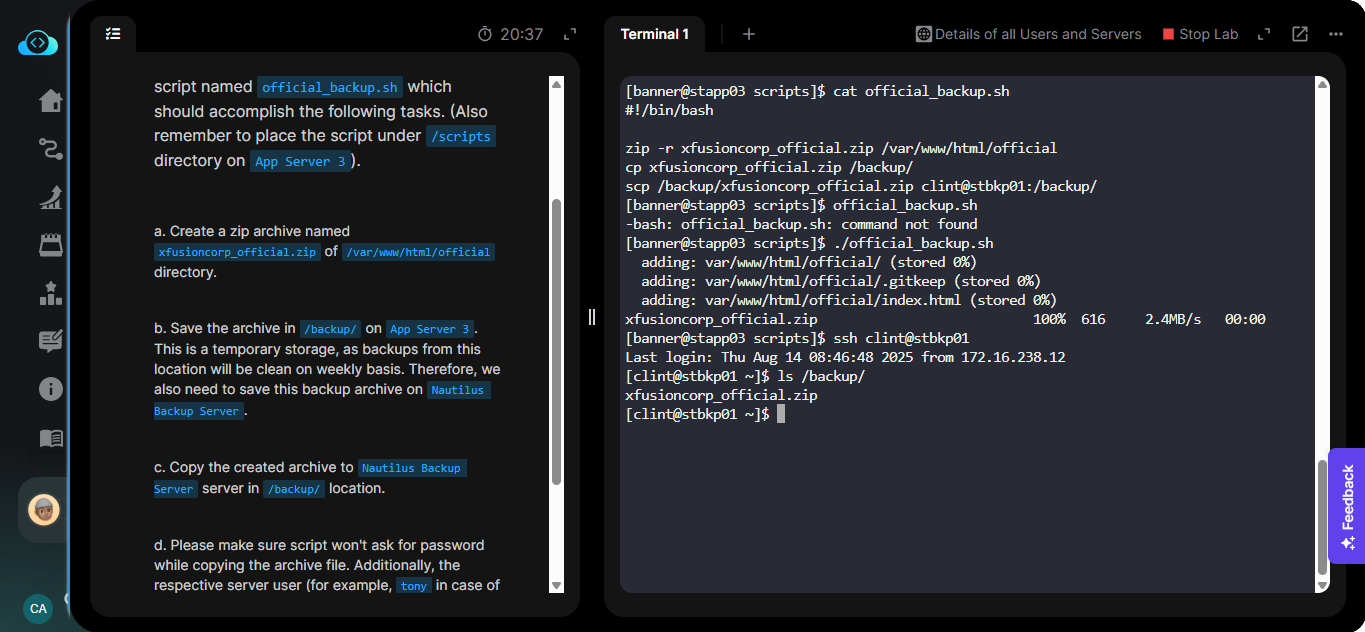 20:37
script named official_backup.sh which
should accomplish the following tasks. (Also
remember to place the script under /scripts
directory on App Server 3 ).
a. Create a zip archive named
xfusioncorp_official.zip of /var/www/html/official
directory.
b. Save the archive in /backup/ on App Server 3 .
This is a temporary storage, as backups from this
location will be clean on weekly basis. Therefore, we
also need to save this backup archive on Nautilus
Backup Server .
c. Copy the created archive to Nautilus Backup
Server server in /backup/ location.
d. Please make sure script won't ask for password
while copying the archive file. Additionally, the
respective server user (for example, tony in case of
CA
Terminal 1
Details of all Users and Servers
Stop Lab
[banner@stapp03 scripts]$ cat official_backup.sh
#!/bin/bash
zip -r xfusioncorp_official.zip /var/www/html/official
cp xfusioncorp_official.zip /backup/
scp /backup/xfusioncorp_official.zip clint@stbkp01:/backup/
[banner@stapp03 scripts]$ official_backup.sh
-bash: official_backup.sh: command not found
[banner@stapp03 scripts]$ ./official_backup.sh
  adding: var/www/html/official/ (stored 0%)
  adding: var/www/html/official/.gitkeep (stored 0%)
  adding: var/www/html/official/index.html (stored 0%)
xfusioncorp_official.zip 100% 616 2.4MB/s 00:00
[banner@stapp03 scripts]$ ssh clint@stbkp01
Last login: Thu Aug 14 08:46:48 2025 from 172.16.238.12
[clint@stbkp01 ~]$ ls /backup/
xfusioncorp_official.zip
[clint@stbkp01 ~]$
Feedback